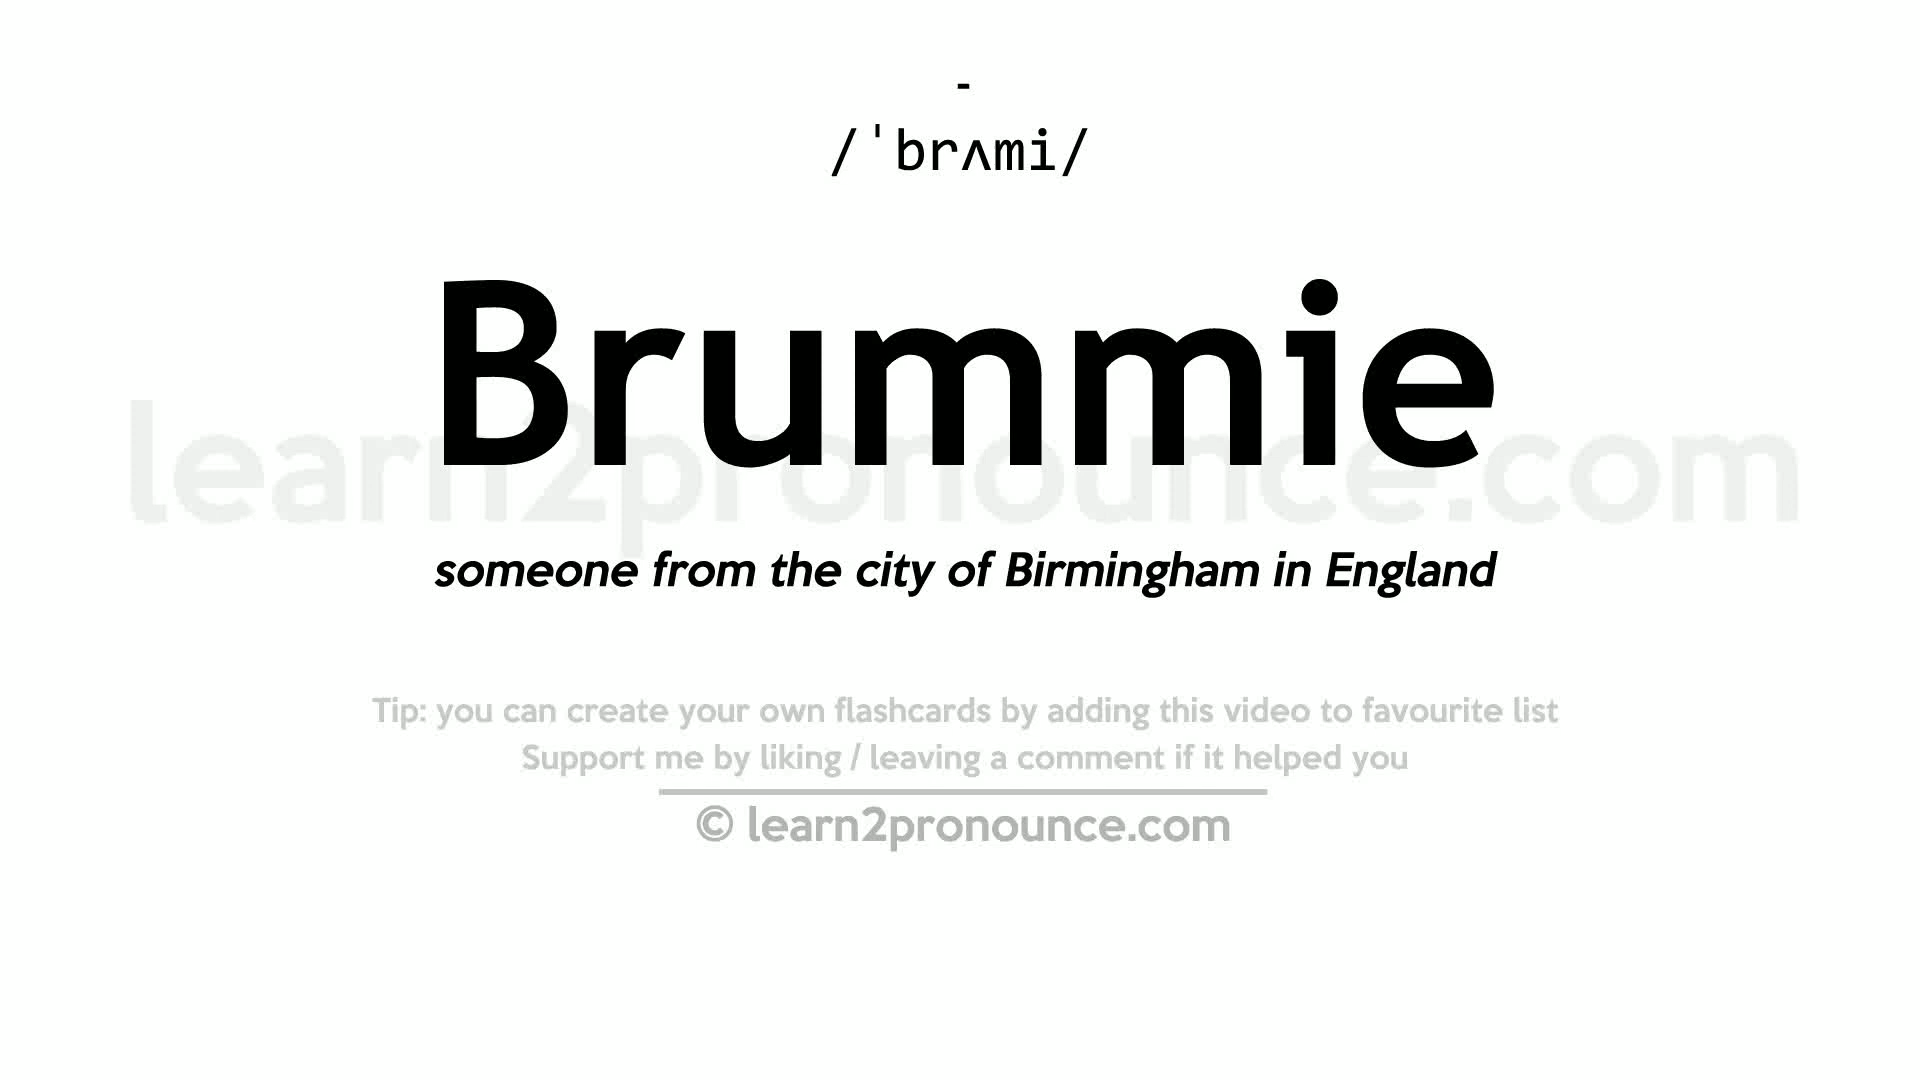 -
/ˈbrʌmi/
Brummie
learn2pronounce.com
someone from the city of Birmingham in England
Tip: you can create your own flashcards by adding this video to favourite list
Support me by liking / leaving a comment if it helped you
© learn2pronounce.com